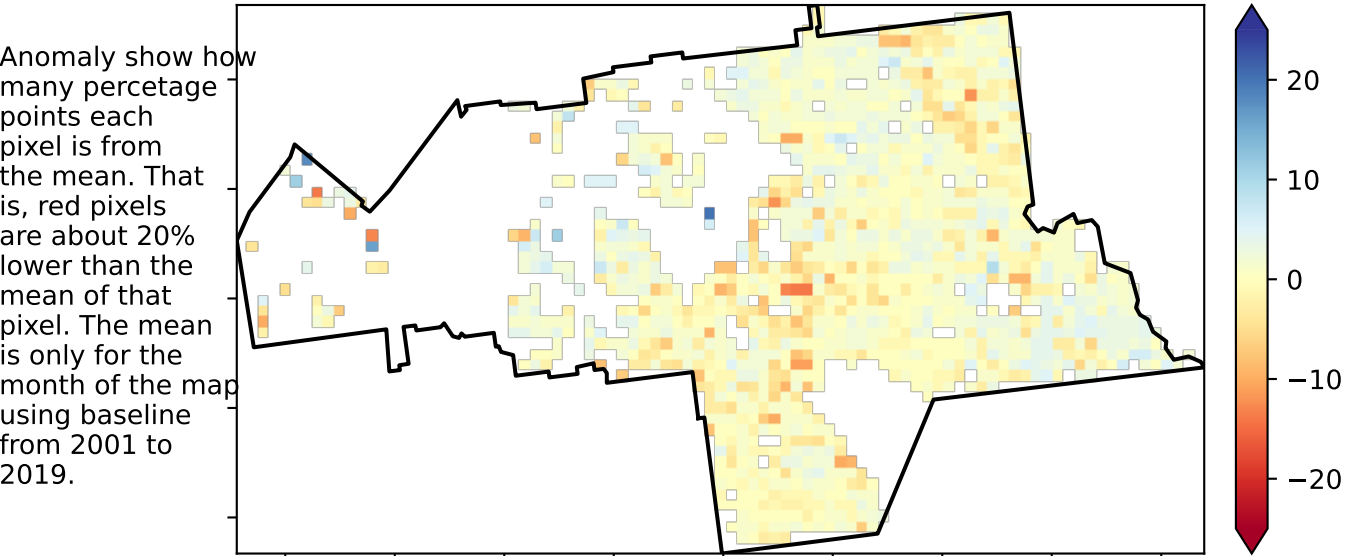 Anomaly show how
many percetage
points each
pixel is from
the mean. That
is, red pixels
are about 20%
lower than the
mean of that
pixel. The mean
is only for the
month of the map
using baseline
from 2001 to
2019.
20
10
0
−10
−20